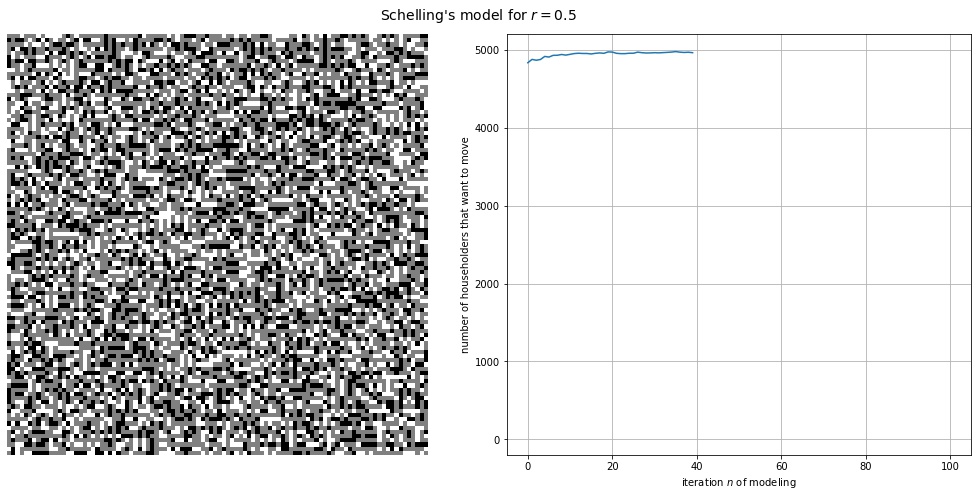 Schelling's model for r = 0.5
number of householders that want to move
5000
4000
3000
2000
1000
0
0 20 40 60 80 100
iteration n of modeling